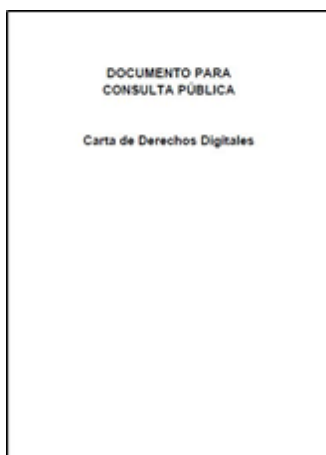 DOCUMENTO PARA
CONSULTA PÚBLICA
Carta de Derechos Digitales